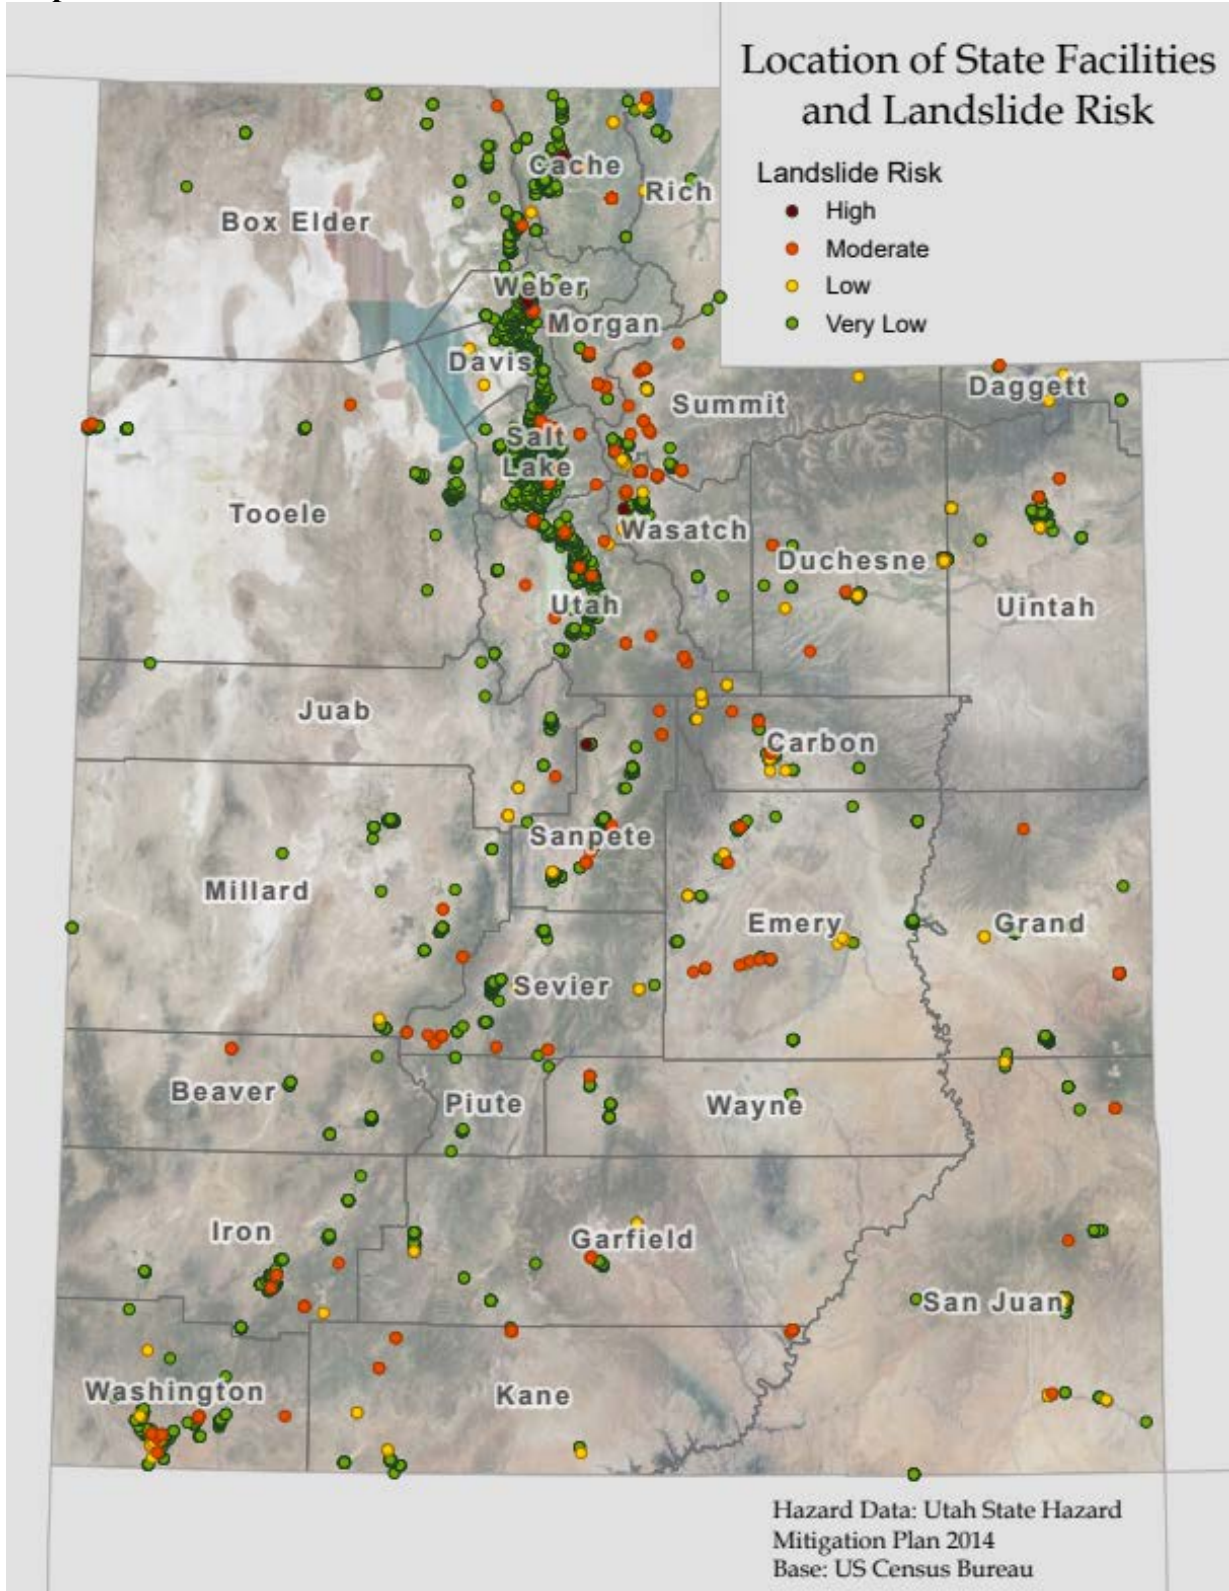 Location of State Facilities
and Landslide Risk
Landslide Risk
High
Moderate
Low
Very Low
Cache
Rich
Box Elder
Weber
Morgan
Davis
Daggett
Summit
Salt
Lake
Tooele
Wasatch
Duchesne
Utah
Uintah
Juab
Carbon
Sanpete
Millard
Emery
Grand
Sevier
Beaver
Piute
Wayne
Iron
Garfield
San Juan
Washington
Kane
Hazard Data: Utah State Hazard
Mitigation Plan 2014
Base: US Census Bureau